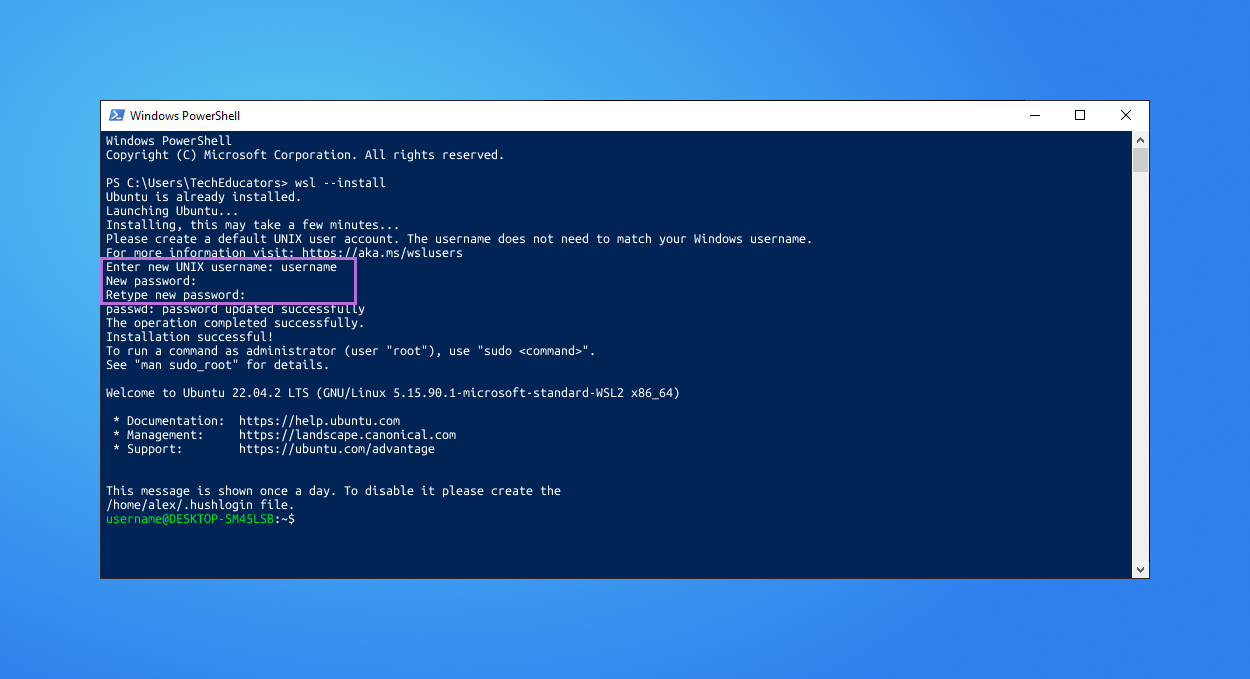 Windows PowerShell
Windows PowerShell
Copyright (C) Microsoft Corporation. All rights reserved.
PS C:\Users\TechEducators> wsl --install
Ubuntu is already installed.
Launching Ubuntu...
Installing, this may take a few minutes...
Please create a default UNIX user account. The username does not need to match your Windows username.
For more information visit: https://aka.ms/wslusers
Enter new UNIX username: username
New password:
Retype new password:
passwd: password updated successfully
The operation completed successfully.
Installation successful!
To run a command as administrator (user "root"), use "sudo <command>".
See "man sudo_root" for details.
Welcome to Ubuntu 22.04.2 LTS (GNU/Linux 5.15.90.1-microsoft-standard-WSL2 x86_64)
* Documentation:  https://help.ubuntu.com
* Management:     https://landscape.canonical.com
* Support:        https://ubuntu.com/advantage
This message is shown once a day. To disable it please create the
/home/alex/.hushlogin file.
username@DESKTOP-SM45LSB:~$